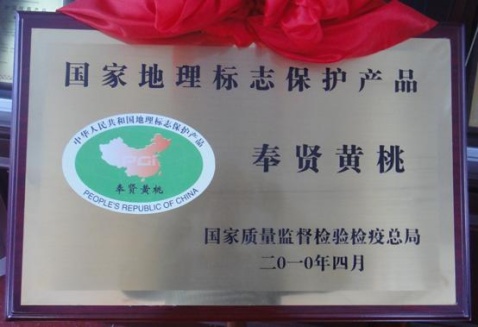 国家地理标志保护产品
中华人民共和国地理标志保护产品
PGI
奉贤黄桃
PEOPLE'S REPUBLIC OF CHINA
奉贤黄桃
国家质量监督检验检疫总局
二〇一〇年四月